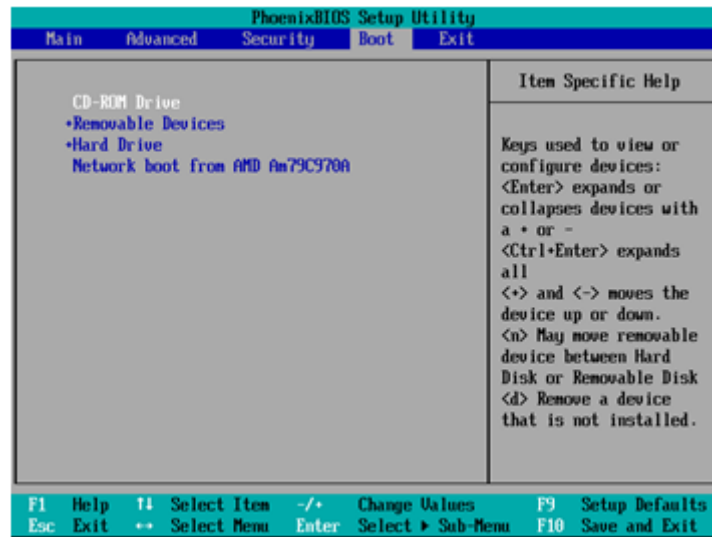 PhoenixBIOS Setup Utility
Main Advanced Security Boot Exit
CD-ROM Drive
+Removable Devices
+Hard Drive
Network boot from AMD Am79C970A
Item Specific Help
Keys used to view or
configure devices:
<Enter> expands or
collapses devices with
a + or -
<Ctrl+Enter> expands
all
<+> and <-> moves the
device up or down.
<n> May move removable
device between Hard
Disk or Removable Disk
<d> Remove a device
that is not installed.
F1 Help ↑↓ Select Item -/+ Change Values F9 Setup Defaults
Esc Exit ↔ Select Menu Enter Select ▶ Sub-Menu F10 Save and Exit